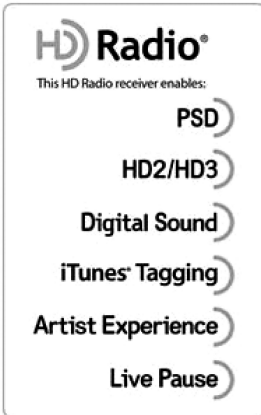 HD Radio®
This HD Radio receiver enables:
PSD
HD2/HD3
Digital Sound
iTunes® Tagging
Artist Experience
Live Pause